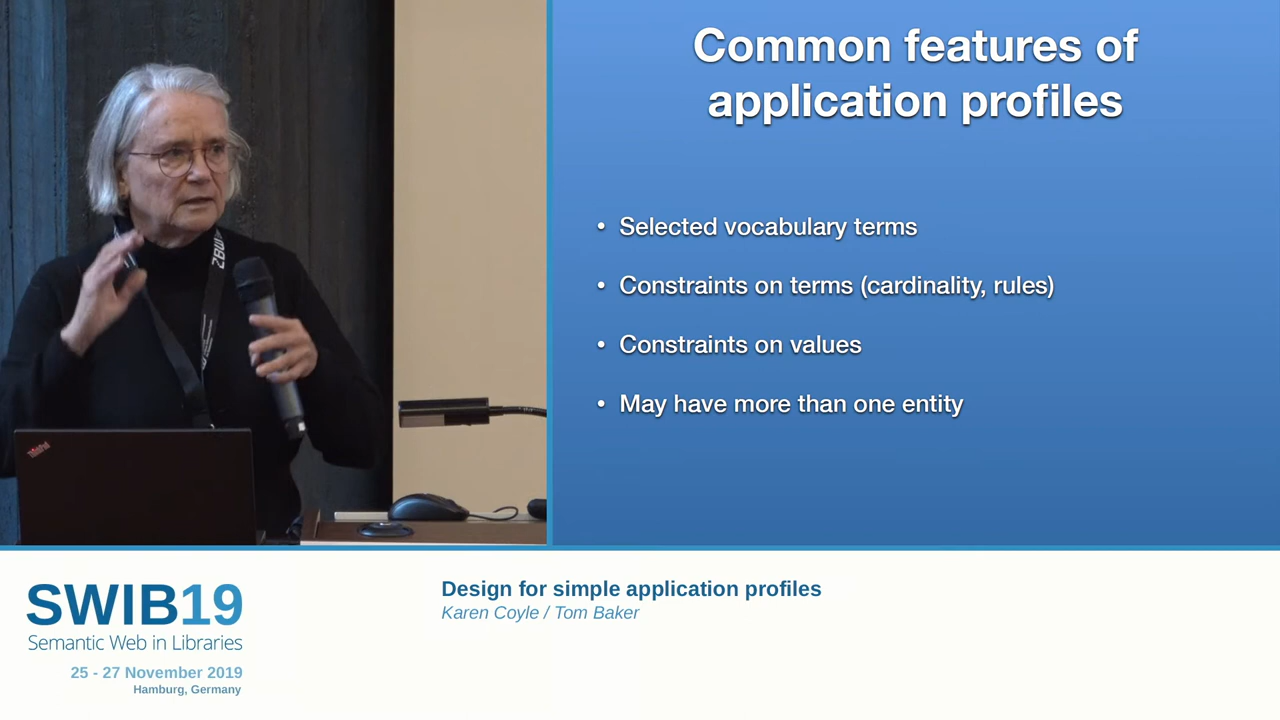 Common features of
application profiles
• Selected vocabulary terms
• Constraints on terms (cardinality, rules)
• Constraints on values
• May have more than one entity
ZBW
ThinkPad
SWIB19
Semantic Web in Libraries
25 - 27 November 2019
Hamburg, Germany
Design for simple application profiles
Karen Coyle / Tom Baker